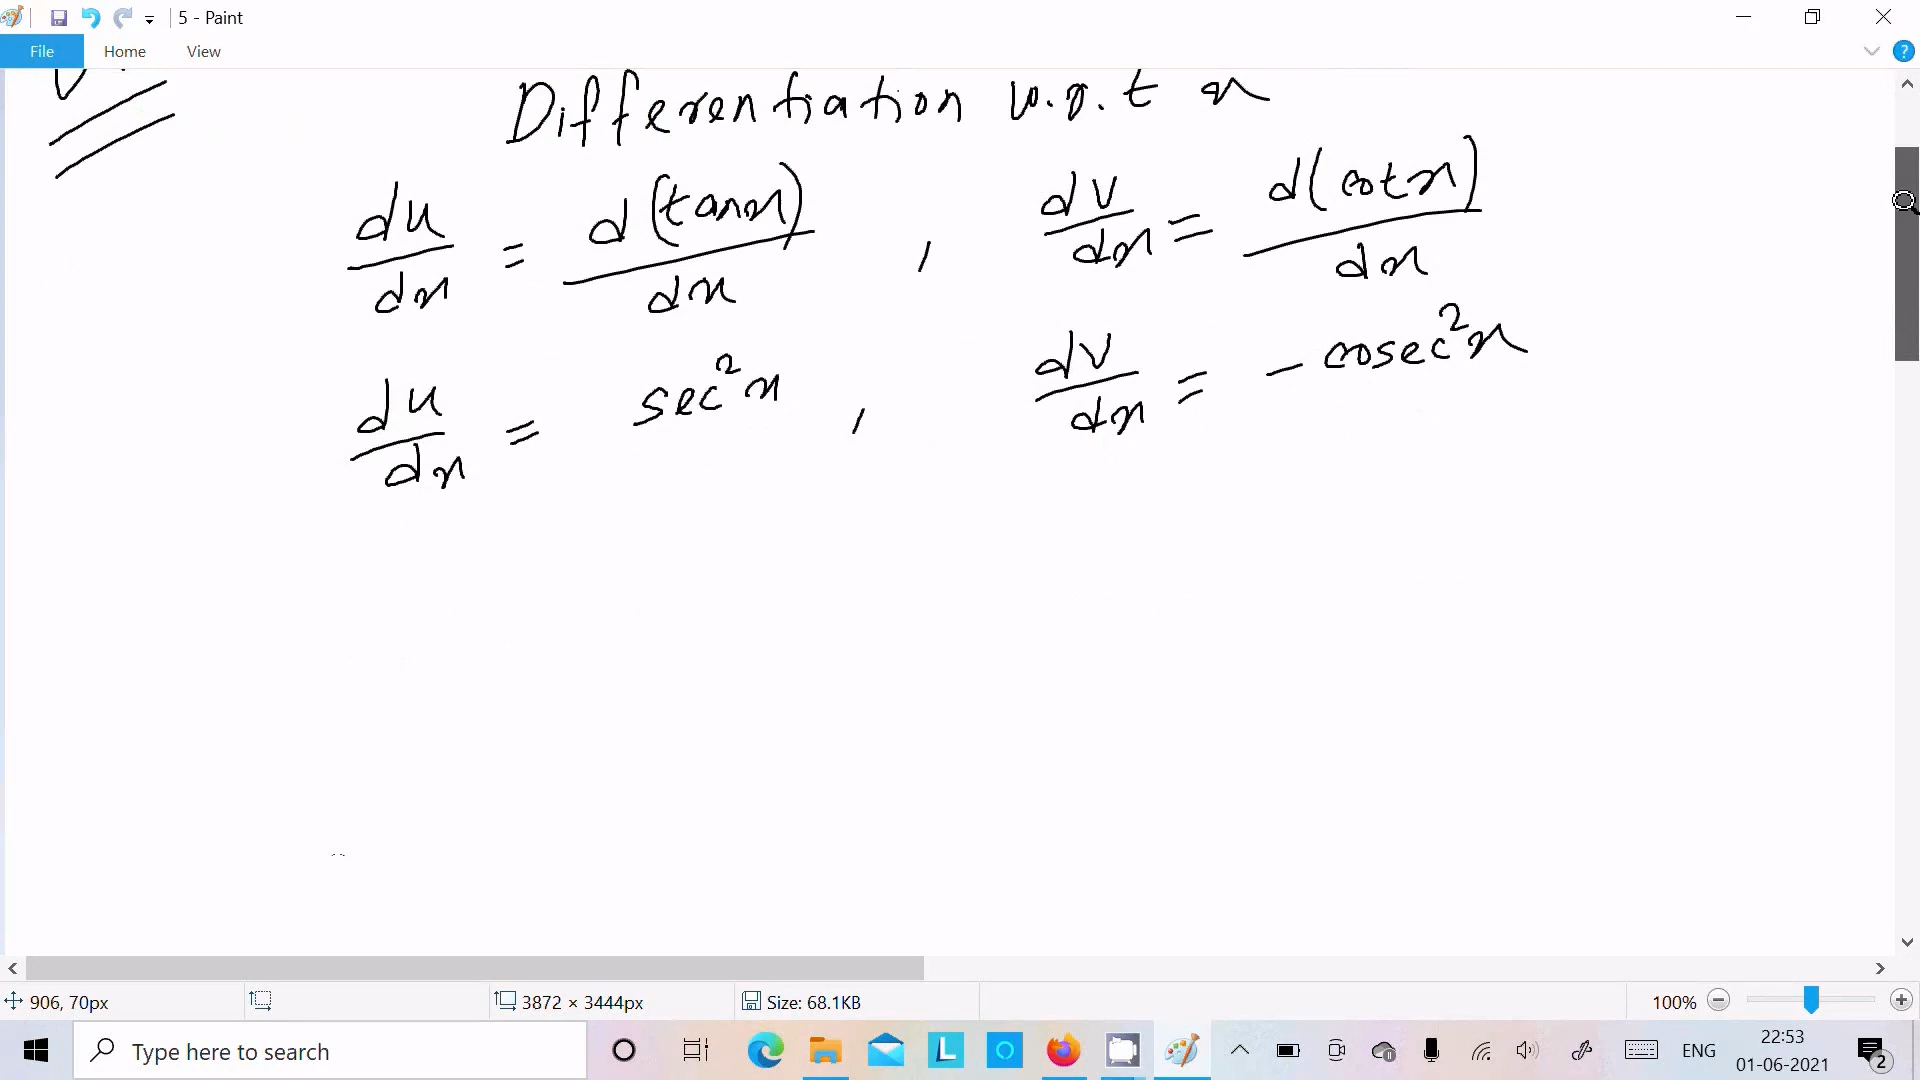 5 - Paint
File Home View
Differentiation w.r.t x
du/dx = d(tanx)/dx , dv/dx = d(cotx)/dx
du/dx = sec²x , dv/dx = - cosec²x
906, 70px 3872 × 3444px Size: 68.1KB 100%
Type here to search ENG 22:53
01-06-2021 2